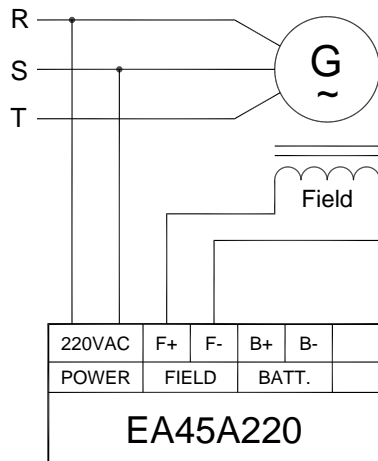 R
S
T
G
~
Field
220VAC F+ F- B+ B-
POWER FIELD BATT.
EA45A220